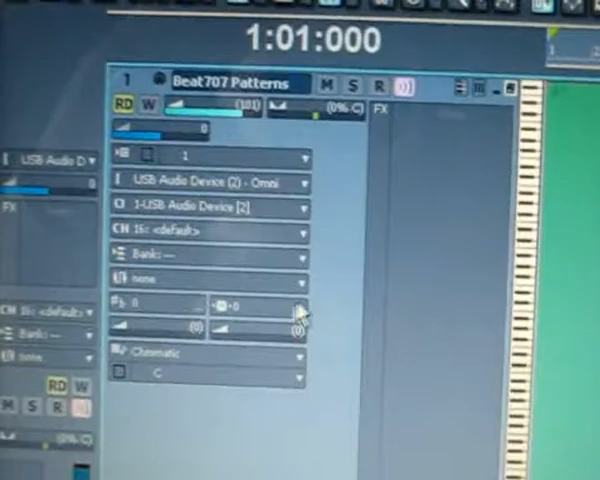 1:01:000
1 Beat707 Patterns M S R
RD W (101) (0% C) FX
0
1
USB Audio D
USB Audio Device (2) - Omni
0
1-USB Audio Device [2]
FX
CH 16: <default>
Bank: ---
none
0 +0
CH 16: <default>
(0) (0)
Bank: ---
Chromatic
none
C
RD W
M S R
(0% C)
1 2